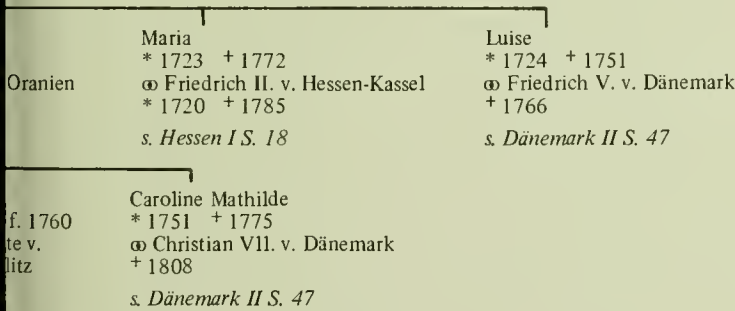 Maria
* 1723 + 1772
Oranien ⚭ Friedrich II. v. Hessen-Kassel
* 1720 + 1785
s. Hessen I S. 18
Luise
* 1724 + 1751
⚭ Friedrich V. v. Dänemark
+ 1766
s. Dänemark II S. 47
f. 1760
te v.
litz
Caroline Mathilde
* 1751 + 1775
⚭ Christian VII. v. Dänemark
+ 1808
s. Dänemark II S. 47